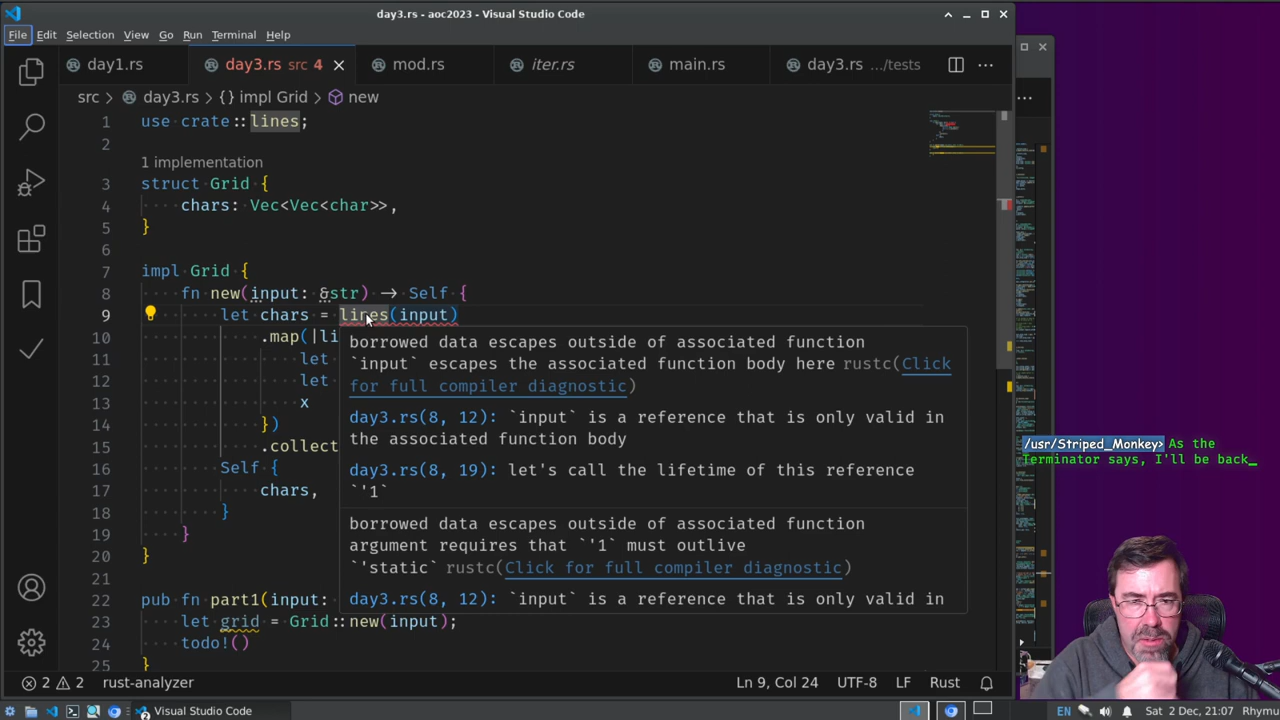 day3.rs - aoc2023 - Visual Studio Code
File Edit Selection View Go Run Terminal Help
day1.rs day3.rs src 4 mod.rs iter.rs main.rs day3.rs .../tests
src > day3.rs > {} impl Grid > new
1 use crate::lines;
2
1 implementation
3 struct Grid {
4 chars: Vec<Vec<char>>,
5 }
6
7 impl Grid {
8 fn new(input: &str) -> Self {
9 let chars = lines(input)
10 .map(|li
11 let
12 let
13 x
14 })
15 .collect
16 Self {
17 chars,
18 }
19 }
20 }
21
22 pub fn part1(input:
23 let grid = Grid::new(input);
24 todo!()
25 }
borrowed data escapes outside of associated function
`input` escapes the associated function body here rustc(Click
for full compiler diagnostic)
day3.rs(8, 12): `input` is a reference that is only valid in
the associated function body
day3.rs(8, 19): let's call the lifetime of this reference
`'1`
borrowed data escapes outside of associated function
argument requires that `'1` must outlive
`'static` rustc(Click for full compiler diagnostic)
day3.rs(8, 12): `input` is a reference that is only valid in
/usr/Striped_Monkey> As the
Terminator says, I'll be back_
2 2 rust-analyzer Ln 9, Col 24 UTF-8 LF Rust
2 Visual Studio Code EN Sat 2 Dec, 21:07 Rhymu